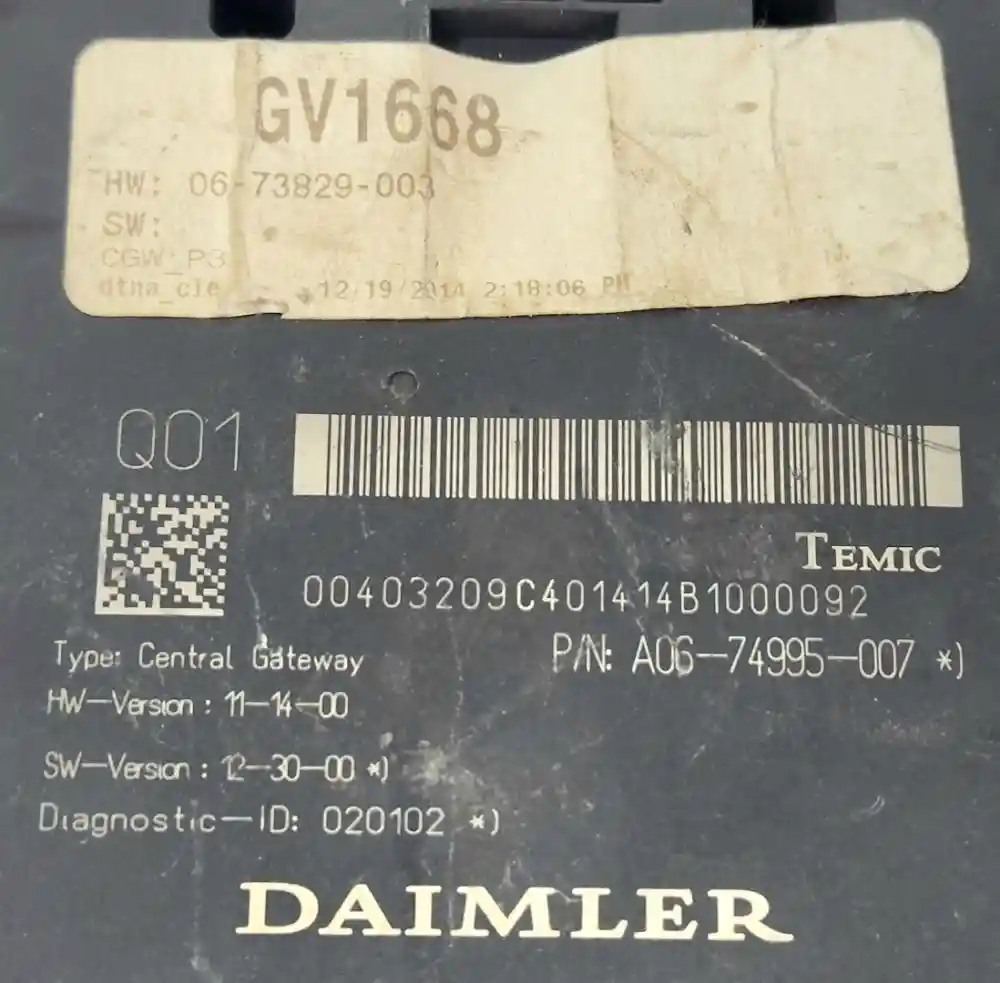 GV1668
HW: 06-73829-003
SW:
CGW_P3
dtna_cle 12/19/2014 2:18:06 PM
Q01
TEMIC
00403209C401414B1000092
Type: Central Gateway
P/N: A06-74995-007 *)
HW-Version : 11-14-00
SW-Version : 12-30-00 *)
Diagnostic-ID: 020102 *)
DAIMLER